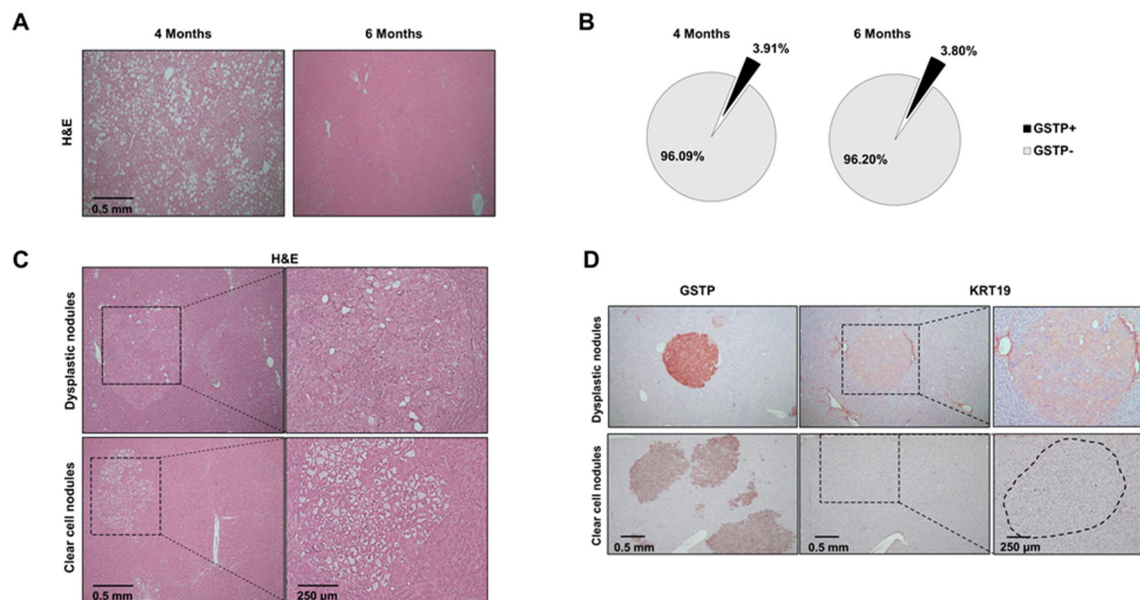 A
4 Months
6 Months
H&E
0.5 mm
B
4 Months
6 Months
3.91%
3.80%
96.09%
96.20%
GSTP+
GSTP-
C
H&E
Dysplastic nodules
Clear cell nodules
0.5 mm
250 µm
D
GSTP
KRT19
Dysplastic nodules
Clear cell nodules
0.5 mm
0.5 mm
250 µm